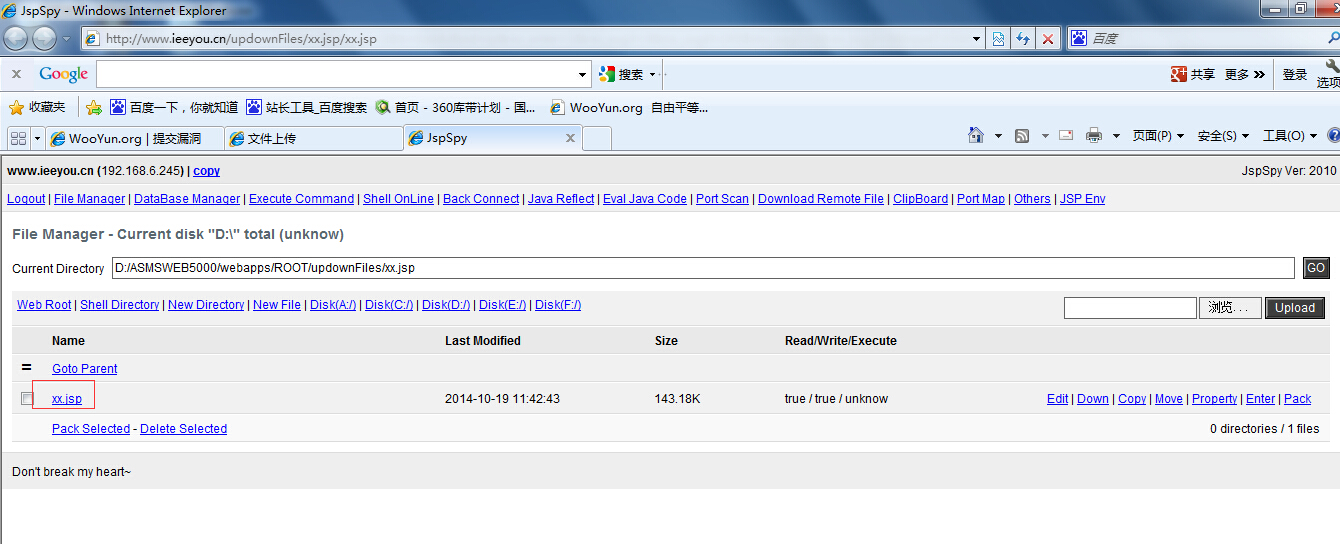 JspSpy - Windows Internet Explorer
http://www.ieeyou.cn/updownFiles/xx.jsp/xx.jsp 百度
x Google 搜索 共享 更多 » 登录 选项
收藏夹 百度一下，你就知道 站长工具_百度搜索 首页 - 360库带计划 - 国... WooYun.org 自由平等...
WooYun.org | 提交漏洞 文件上传 JspSpy x 页面(P) 安全(S) 工具(O)
www.ieeyou.cn (192.168.6.245) | copy JspSpy Ver: 2010
Logout | File Manager | DataBase Manager | Execute Command | Shell OnLine | Back Connect | Java Reflect | Eval Java Code | Port Scan | Download Remote File | ClipBoard | Port Map | Others | JSP Env
File Manager - Current disk "D:\" total (unknow)
Current Directory D:/ASMSWEB5000/webapps/ROOT/updownFiles/xx.jsp GO
Web Root | Shell Directory | New Directory | New File | Disk(A:/) | Disk(C:/) | Disk(D:/) | Disk(E:/) | Disk(F:/) 浏览... Upload
Name Last Modified Size Read/Write/Execute
= Goto Parent
xx.jsp 2014-10-19 11:42:43 143.18K true / true / unknow Edit | Down | Copy | Move | Property | Enter | Pack
Pack Selected - Delete Selected 0 directories / 1 files
Don't break my heart~